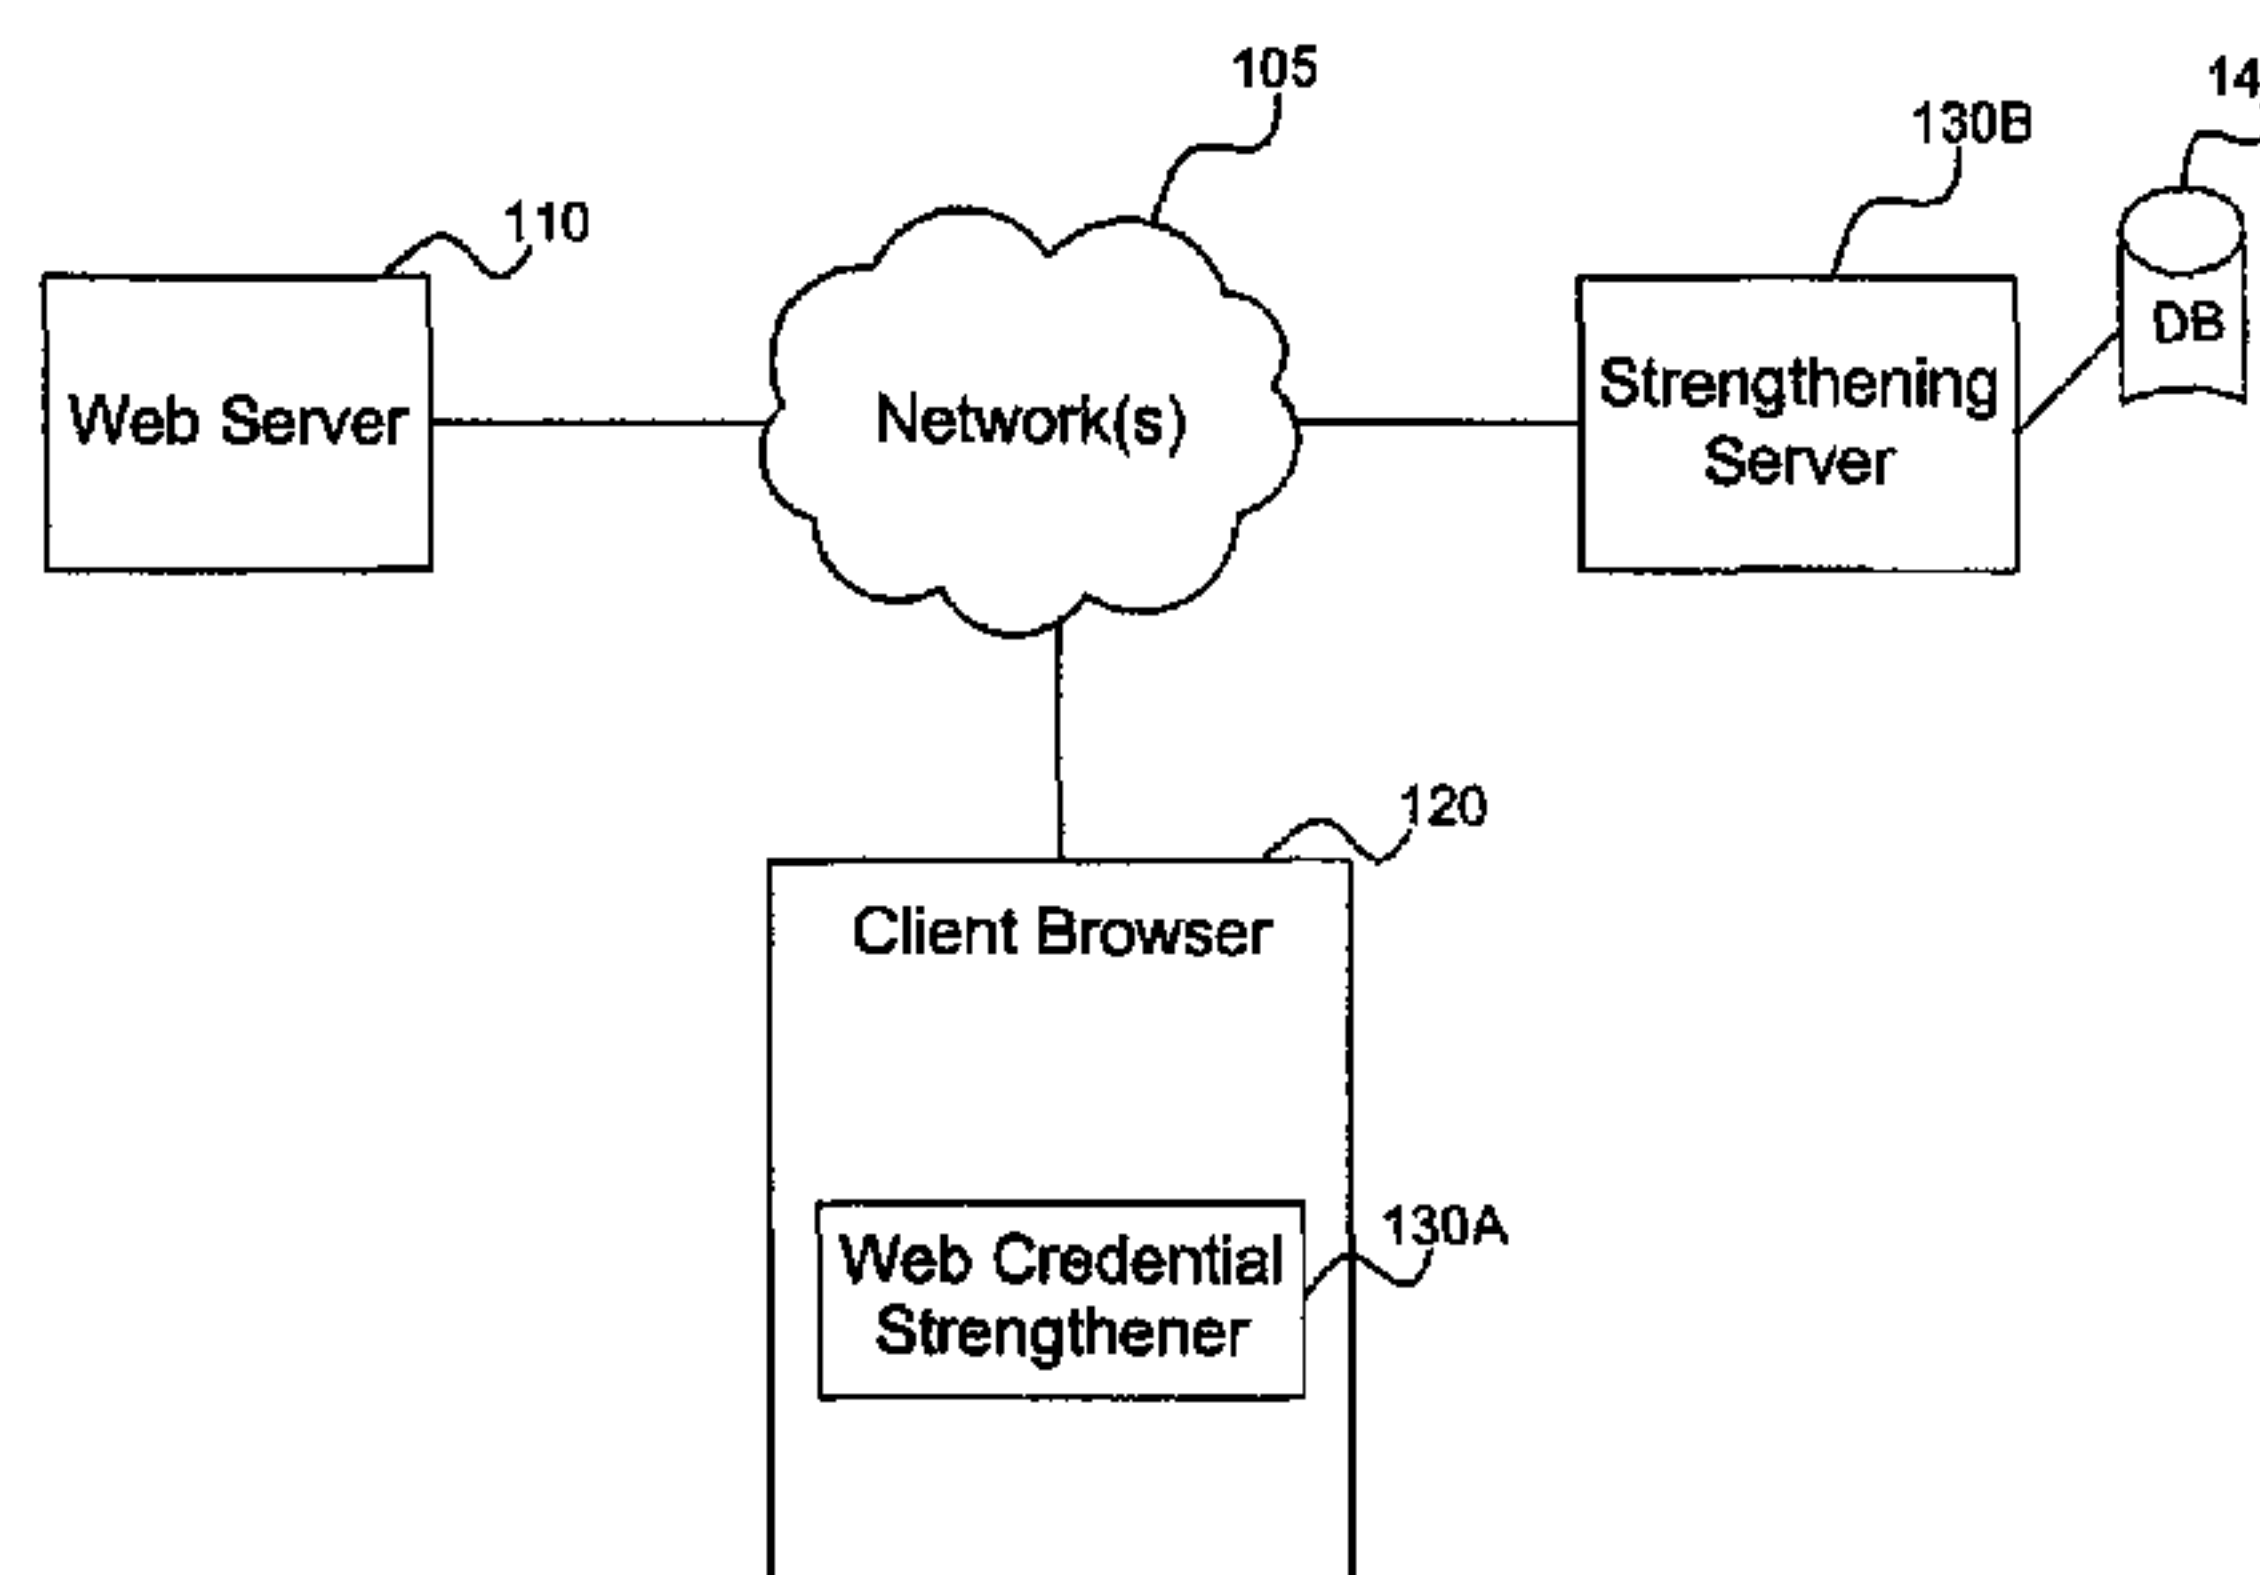 105
14
130B
110
DB
Web Server
Network(s)
Strengthening
Server
120
Client Browser
130A
Web Credential
Strengthener